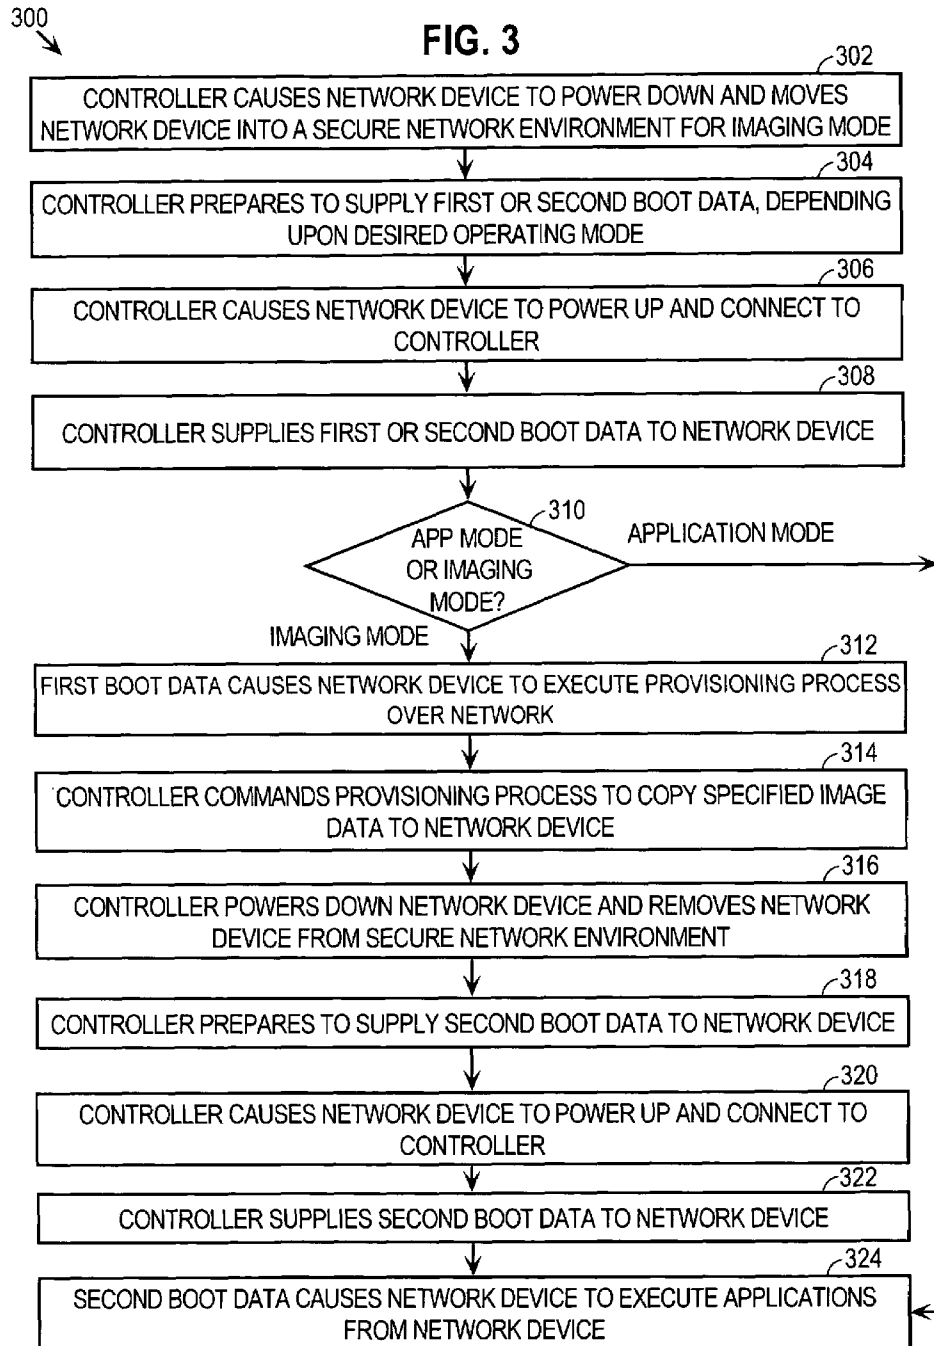 300
FIG. 3
302
CONTROLLER CAUSES NETWORK DEVICE TO POWER DOWN AND MOVES
NETWORK DEVICE INTO A SECURE NETWORK ENVIRONMENT FOR IMAGING MODE
304
CONTROLLER PREPARES TO SUPPLY FIRST OR SECOND BOOT DATA, DEPENDING
UPON DESIRED OPERATING MODE
306
CONTROLLER CAUSES NETWORK DEVICE TO POWER UP AND CONNECT TO
CONTROLLER
308
CONTROLLER SUPPLIES FIRST OR SECOND BOOT DATA TO NETWORK DEVICE
310
APP MODE
OR IMAGING
MODE?
APPLICATION MODE
IMAGING MODE
312
FIRST BOOT DATA CAUSES NETWORK DEVICE TO EXECUTE PROVISIONING PROCESS
OVER NETWORK
314
CONTROLLER COMMANDS PROVISIONING PROCESS TO COPY SPECIFIED IMAGE
DATA TO NETWORK DEVICE
316
CONTROLLER POWERS DOWN NETWORK DEVICE AND REMOVES NETWORK
DEVICE FROM SECURE NETWORK ENVIRONMENT
318
CONTROLLER PREPARES TO SUPPLY SECOND BOOT DATA TO NETWORK DEVICE
320
CONTROLLER CAUSES NETWORK DEVICE TO POWER UP AND CONNECT TO
CONTROLLER
322
CONTROLLER SUPPLIES SECOND BOOT DATA TO NETWORK DEVICE
324
SECOND BOOT DATA CAUSES NETWORK DEVICE TO EXECUTE APPLICATIONS
FROM NETWORK DEVICE